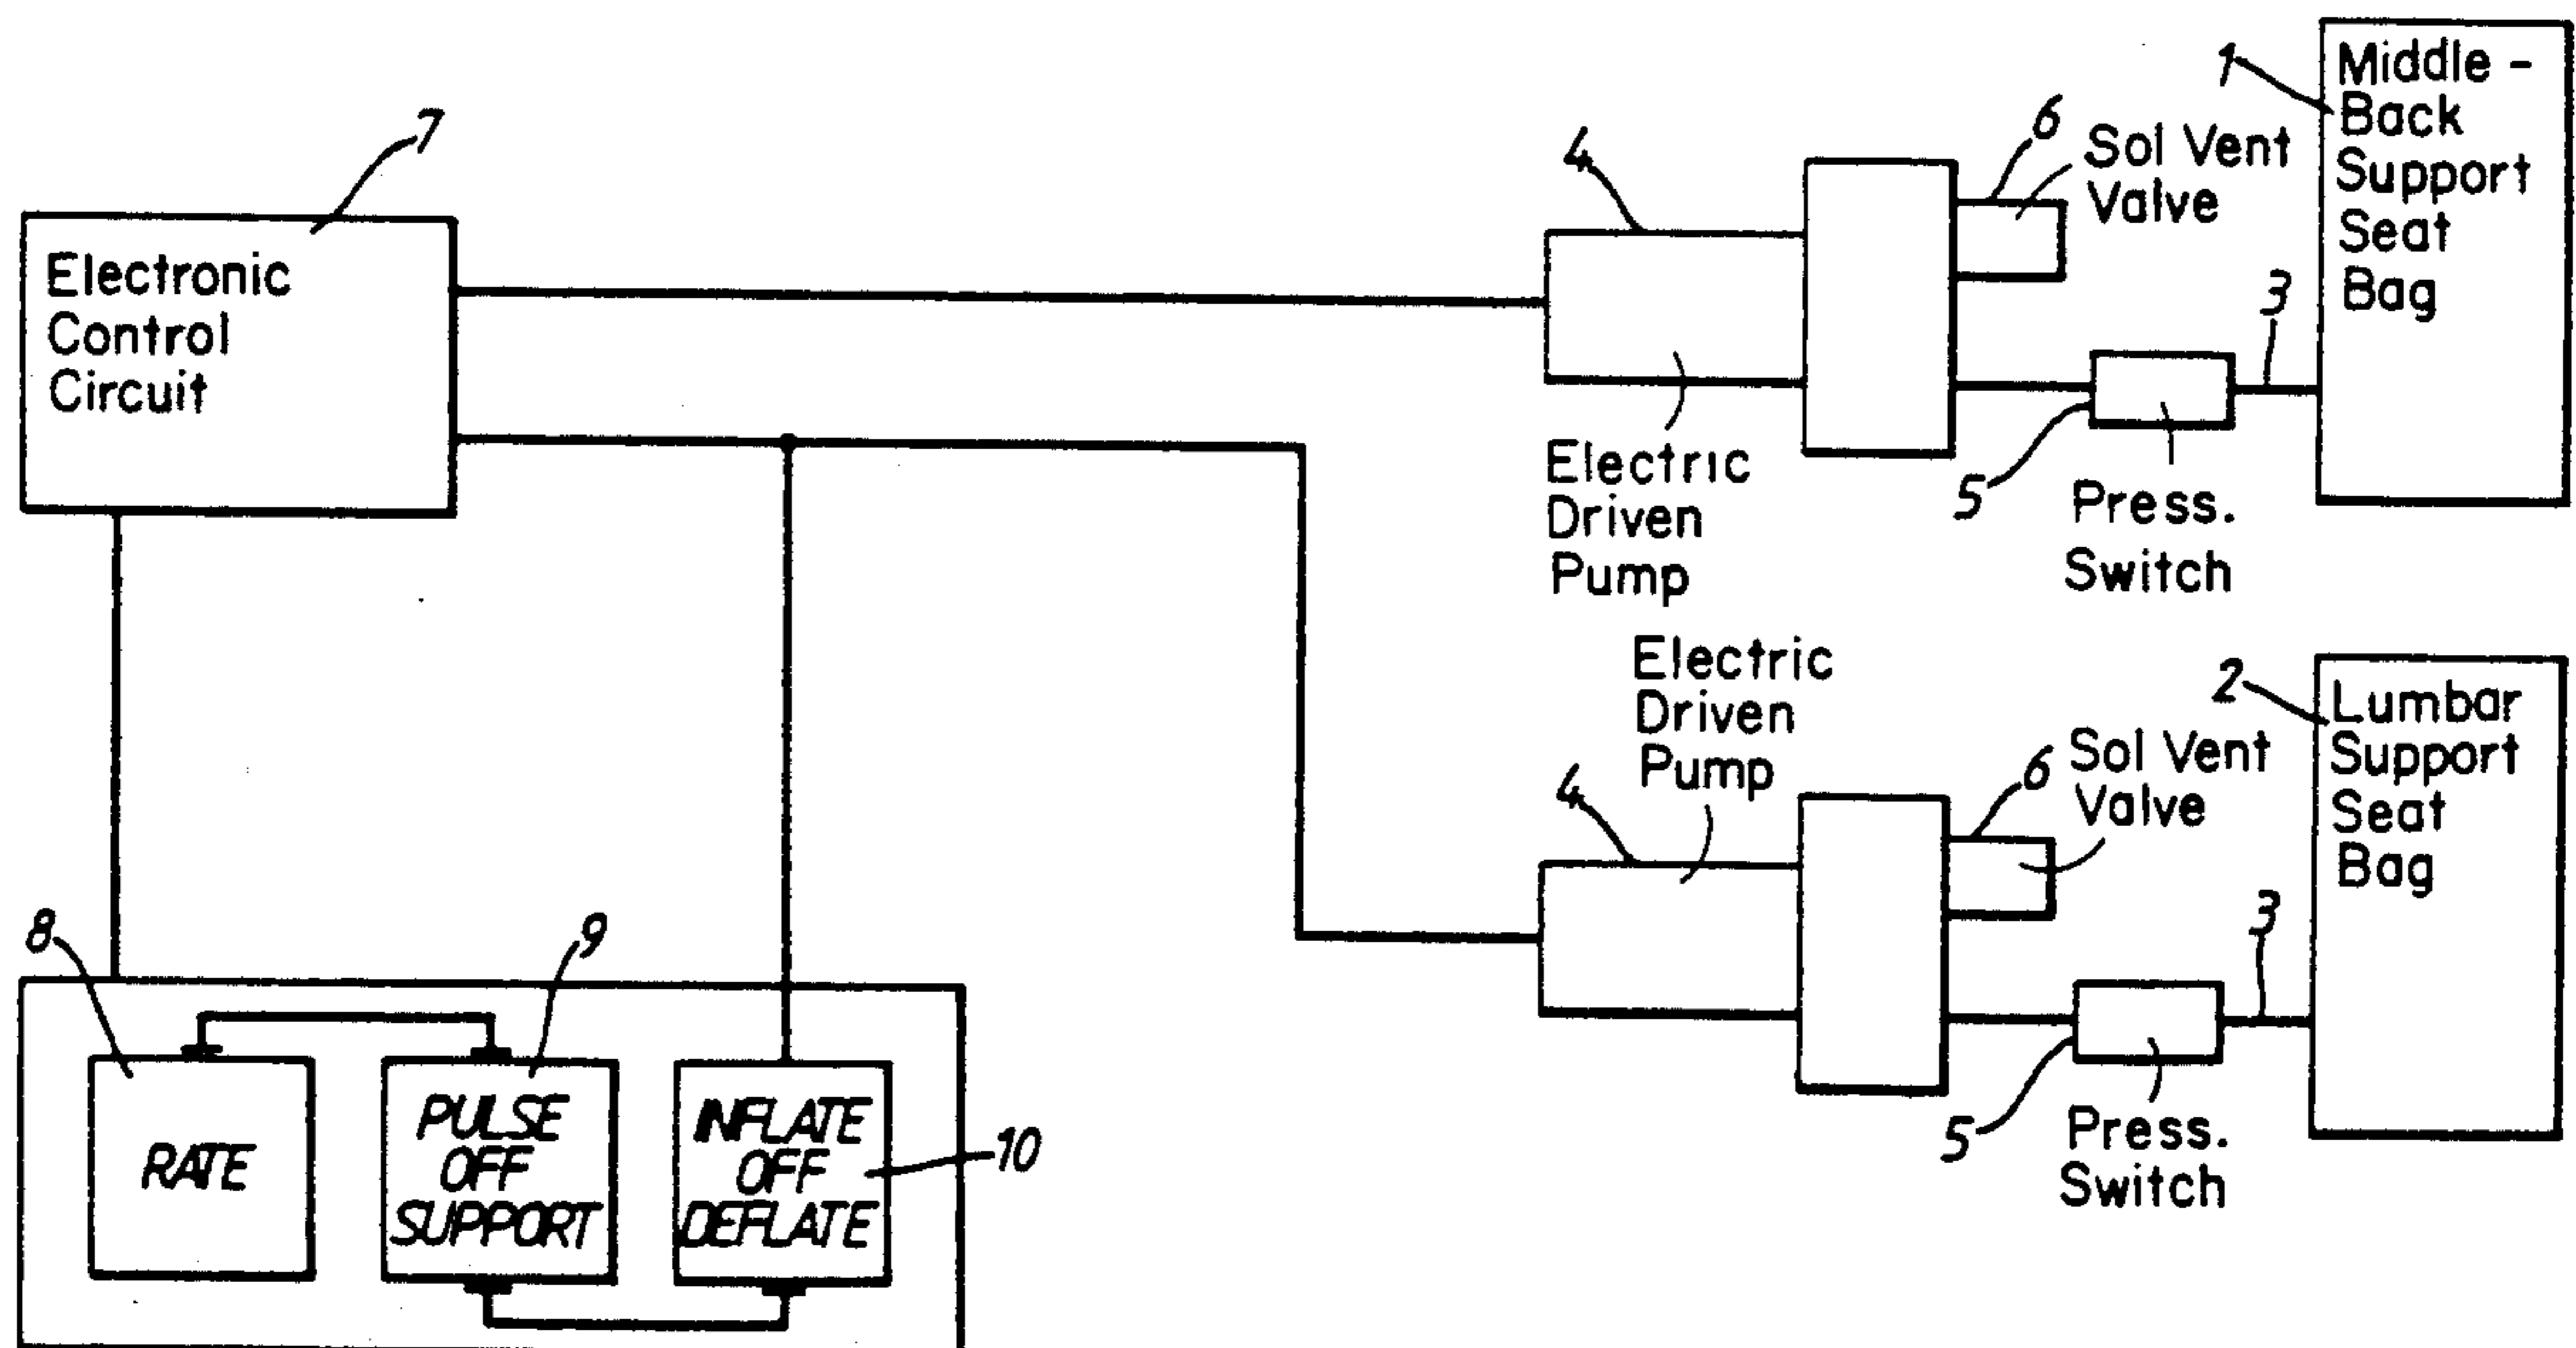 7
Electronic
Control
Circuit
4
Electric
Driven
Pump
6
Sol Vent
Valve
5
Press.
Switch
3
1
Middle -
Back
Support
Seat
Bag
4
Electric
Driven
Pump
6
Sol Vent
Valve
5
Press.
Switch
3
2
Lumbar
Support
Seat
Bag
8
RATE
9
PULSE
OFF
SUPPORT
INFLATE
OFF
DEFLATE
10